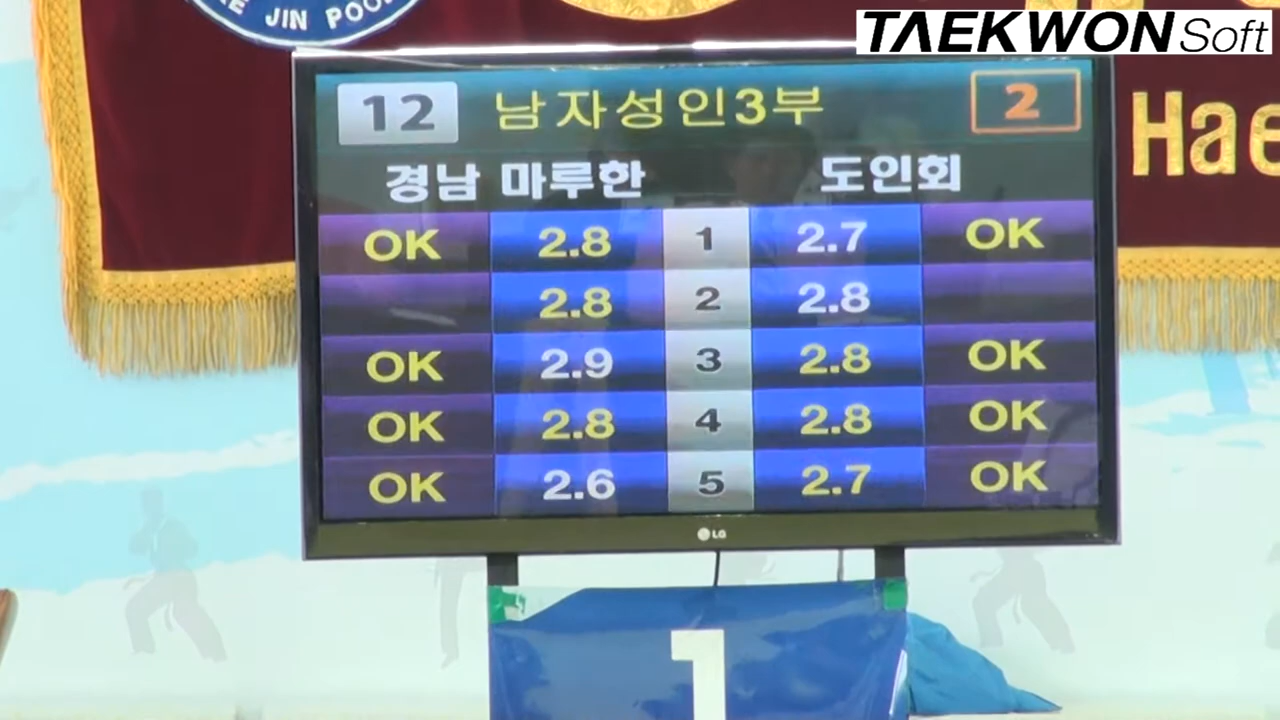 JIN POO
TAEKWON Soft
Hae
12 남자성인3부 2
경남 마루한 도인회
OK 2.8 1 2.7 OK
2.8 2 2.8
OK 2.9 3 2.8 OK
OK 2.8 4 2.8 OK
OK 2.6 5 2.7 OK
LG
1